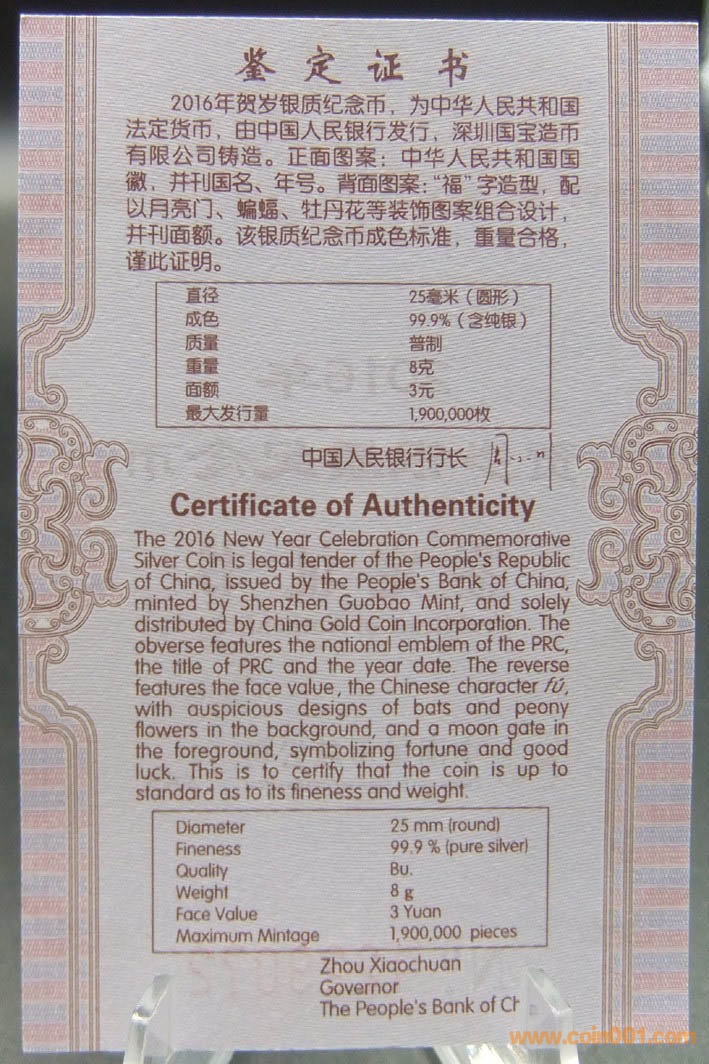 鉴定证书
2016年贺岁银质纪念币，为中华人民共和国
法定货币，由中国人民银行发行，深圳国宝造币
有限公司铸造。正面图案：中华人民共和国国
徽，并刊国名、年号。背面图案：“福”字造型，配
以月亮门、蝙蝠、牡丹花等装饰图案组合设计，
并刊面额。该银质纪念币成色标准，重量合格，
谨此证明。
直径 25毫米（圆形）
成色 99.9%（含纯银）
质量 普制
重量 8克
面额 3元
最大发行量 1,900,000枚
中国人民银行行长
Certificate of Authenticity
The 2016 New Year Celebration Commemorative
Silver Coin is legal tender of the People's Republic
of China, issued by the People's Bank of China,
minted by Shenzhen Guobao Mint, and solely
distributed by China Gold Coin Incorporation. The
obverse features the national emblem of the PRC,
the title of PRC and the year date. The reverse
features the face value, the Chinese character fú,
with auspicious designs of bats and peony
flowers in the background, and a moon gate in
the foreground, symbolizing fortune and good
luck. This is to certify that the coin is up to
standard as to its fineness and weight.
Diameter 25 mm (round)
Fineness 99.9 % (pure silver)
Quality Bu.
Weight 8 g
Face Value 3 Yuan
Maximum Mintage 1,900,000 pieces
Zhou Xiaochuan
Governor
The People's Bank of Ch
www.coin001.com